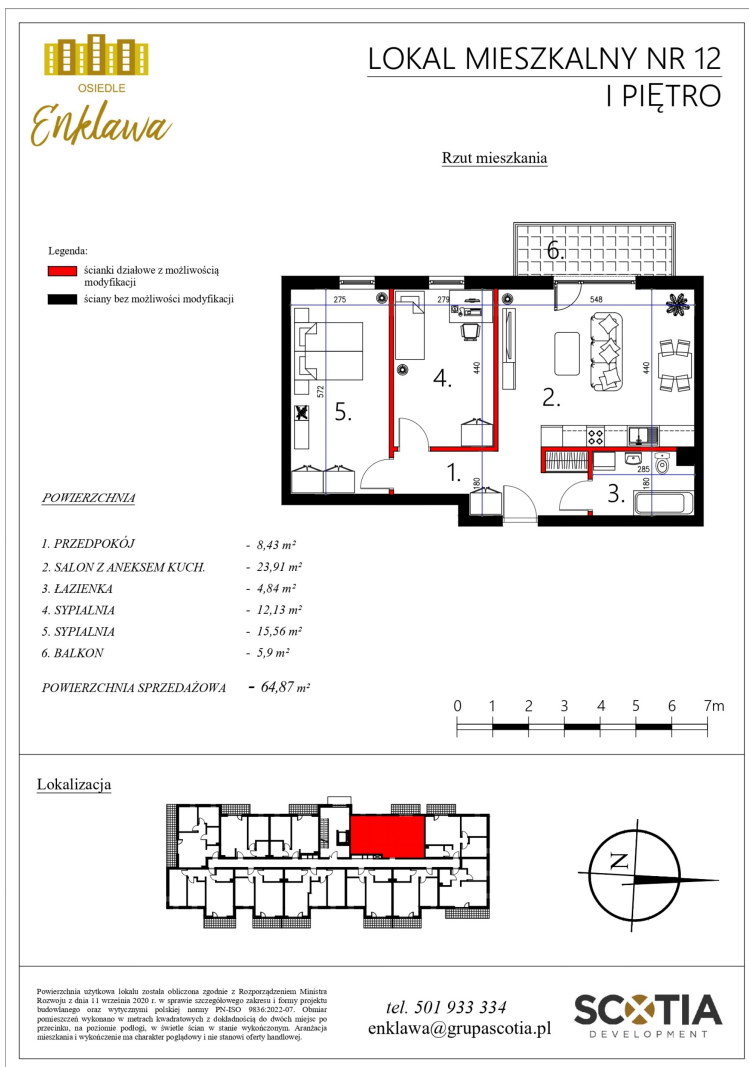 OSIEDLE
Enklawa
LOKAL MIESZKALNY NR 12
I PIĘTRO
Rzut mieszkania
Legenda:
ścianki działowe z możliwością
modyfikacji
ściany bez możliwości modyfikacji
6.
275
279
548
4.
440
2.
440
5.
572
1.
180
3.
285
180
POWIERZCHNIA
1. PRZEDPOKÓJ - 8,43 m²
2. SALON Z ANEKSEM KUCH. - 23,91 m²
3. ŁAZIENKA - 4,84 m²
4. SYPIALNIA - 12,13 m²
5. SYPIALNIA - 15,56 m²
6. BALKON - 5,9 m²
POWIERZCHNIA SPRZEDAŻOWA - 64,87 m²
0 1 2 3 4 5 6 7m
Lokalizacja
N
Powierzchnia użytkowa lokalu została obliczona zgodnie z Rozporządzeniem Ministra
Rozwoju z dnia 11 września 2020 r. w sprawie szczegółowego zakresu i formy projektu
budowlanego oraz wytycznymi polskiej normy PN-ISO 9836:2022-07. Obmiar
pomieszczeń wykonano w metrach kwadratowych z dokładnością do dwóch miejsc po
przecinku, na poziomie podłogi, w świetle ścian w stanie wykończonym. Aranżacja
mieszkania i wykończenie ma charakter poglądowy i nie stanowi oferty handlowej.
tel. 501 933 334
enklawa@grupascotia.pl
SCOTIA
DEVELOPMENT